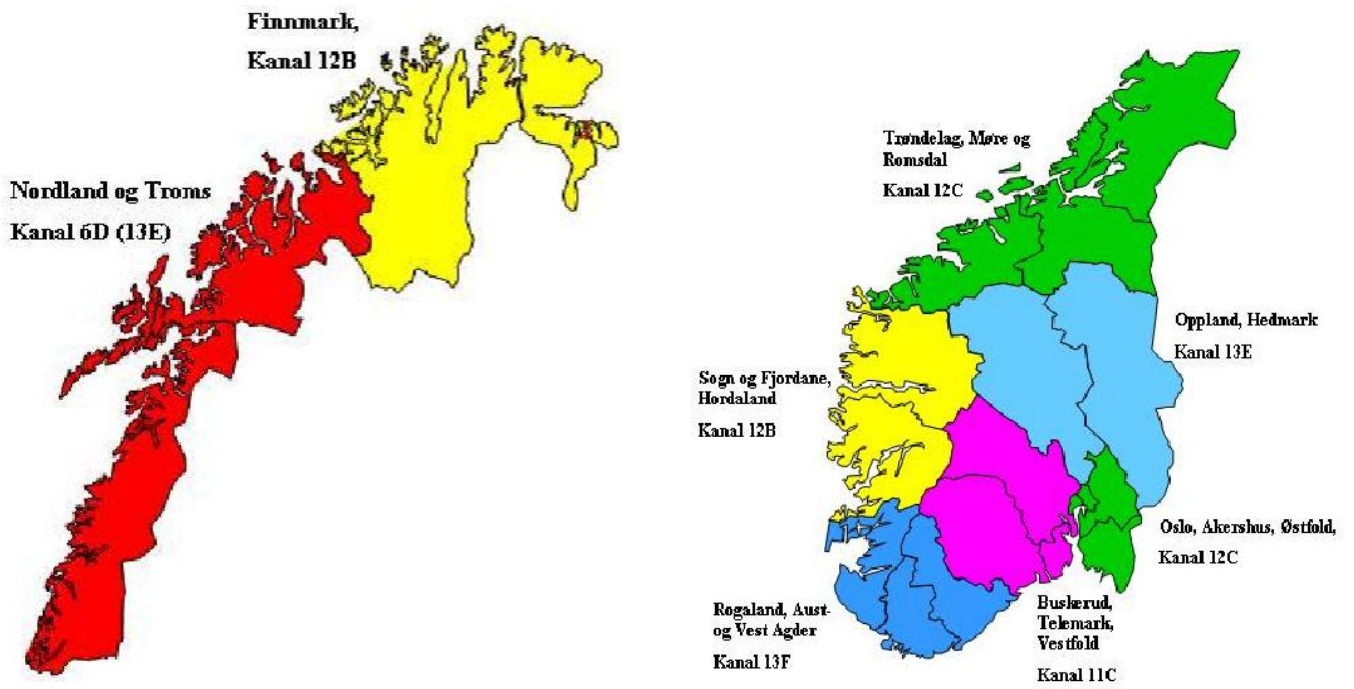 Finnmark,
Kanal 12B
Nordland og Troms
Kanal 6D (13E)
Trøndelag, Møre og
Romsdal
Kanal 12C
Oppland, Hedmark
Kanal 13E
Sogn og Fjordane,
Hordaland
Kanal 12B
Oslo, Akershus, Østfold,
Kanal 12C
Rogaland, Aust-
og Vest Agder
Kanal 13F
Buskerud,
Telemark,
Vestfold
Kanal 11C